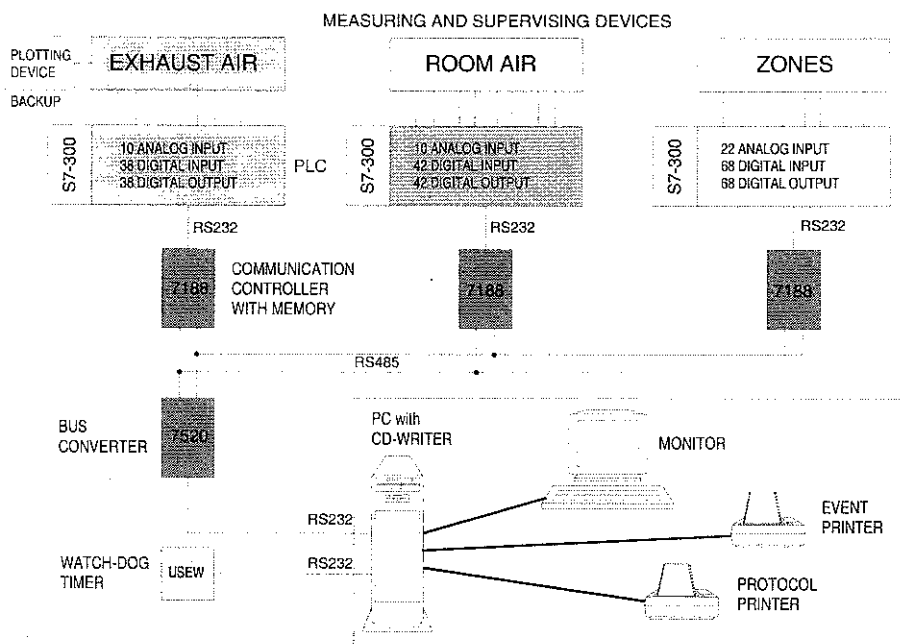 MEASURING AND SUPERVISING DEVICES
PLOTTING
DEVICE
EXHAUST AIR
ROOM AIR
ZONES
BACKUP
S7-300
10 ANALOG INPUT
38 DIGITAL INPUT
38 DIGITAL OUTPUT
PLC
S7-300
10 ANALOG INPUT
42 DIGITAL INPUT
42 DIGITAL OUTPUT
S7-300
22 ANALOG INPUT
68 DIGITAL INPUT
68 DIGITAL OUTPUT
RS232
RS232
RS232
7188
COMMUNICATION
CONTROLLER
WITH MEMORY
7188
7188
RS485
BUS
CONVERTER
7520
PC with
CD-WRITER
MONITOR
RS232
EVENT
PRINTER
WATCH-DOG
TIMER
USEW
RS232
PROTOCOL
PRINTER